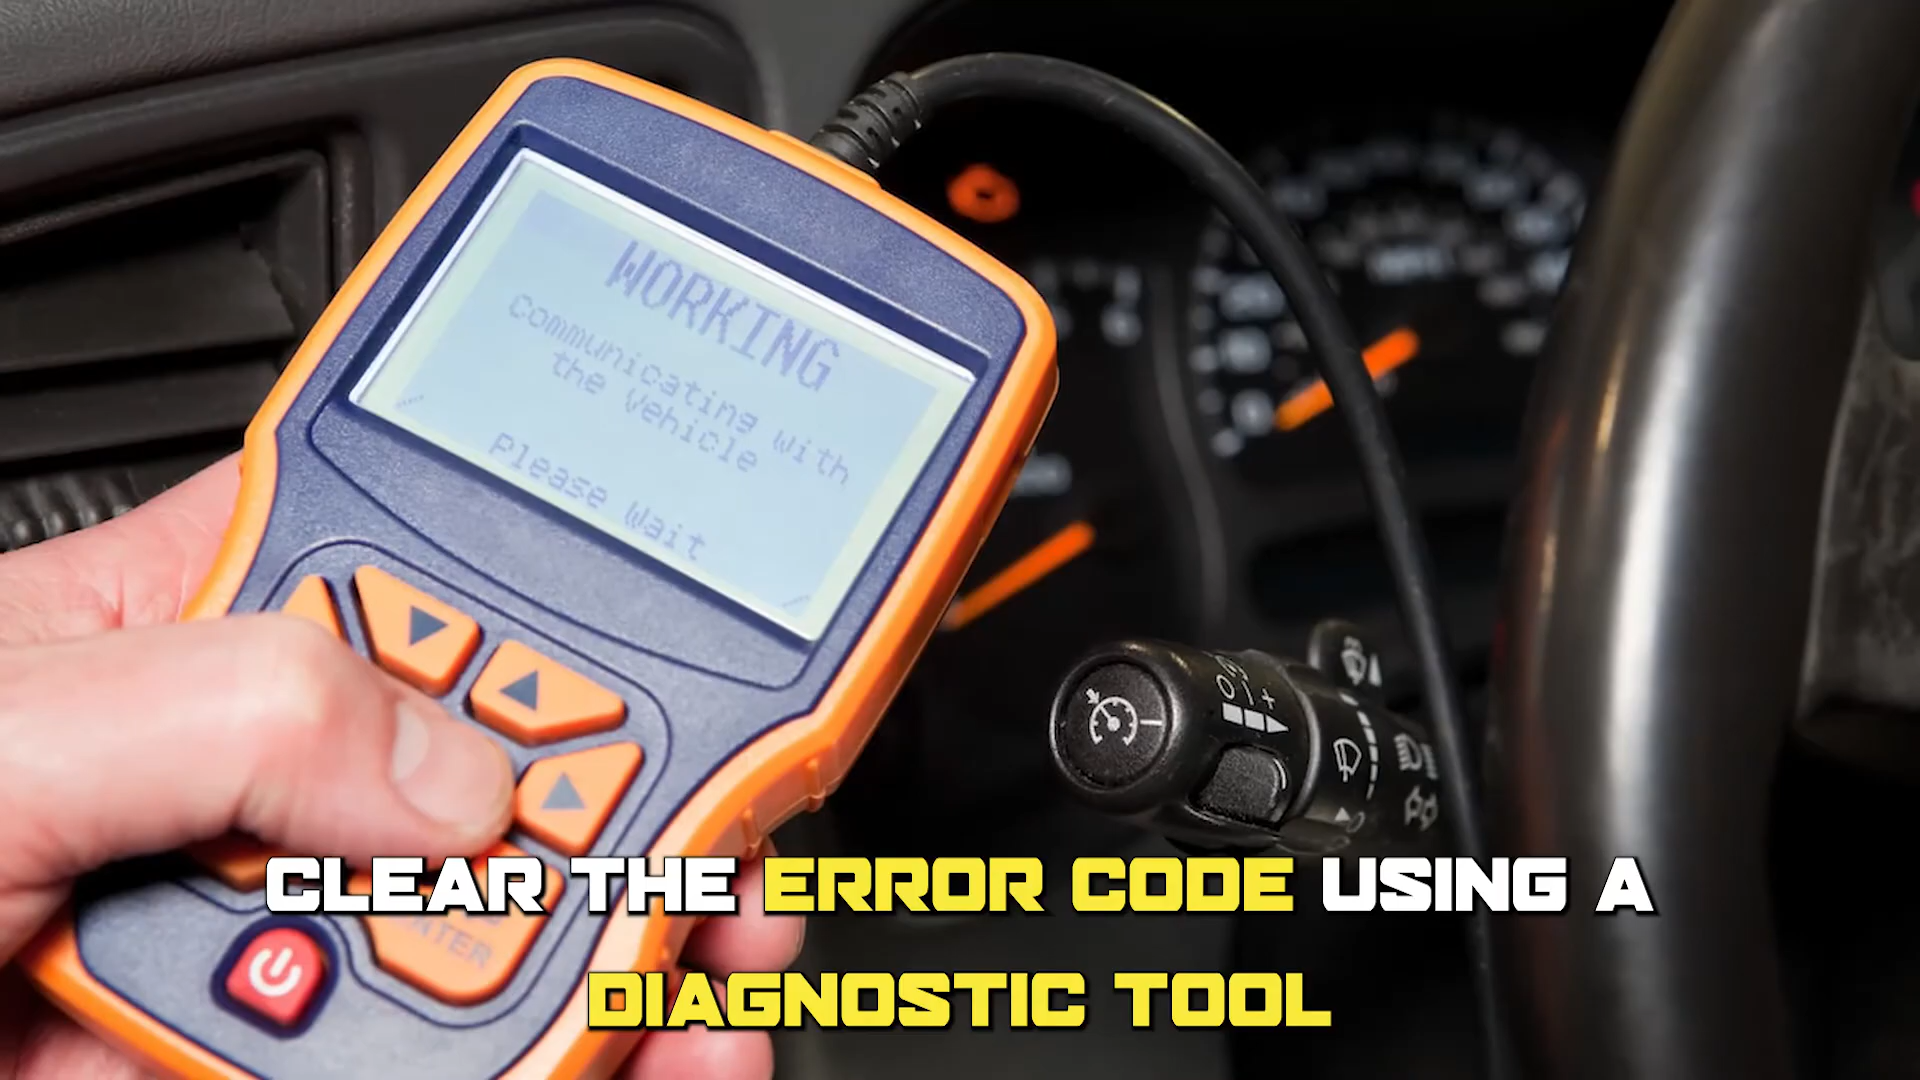 WORKING
Communicating with
the Vehicle
Please Wait
CLEAR THE ERROR CODE USING A
DIAGNOSTIC TOOL